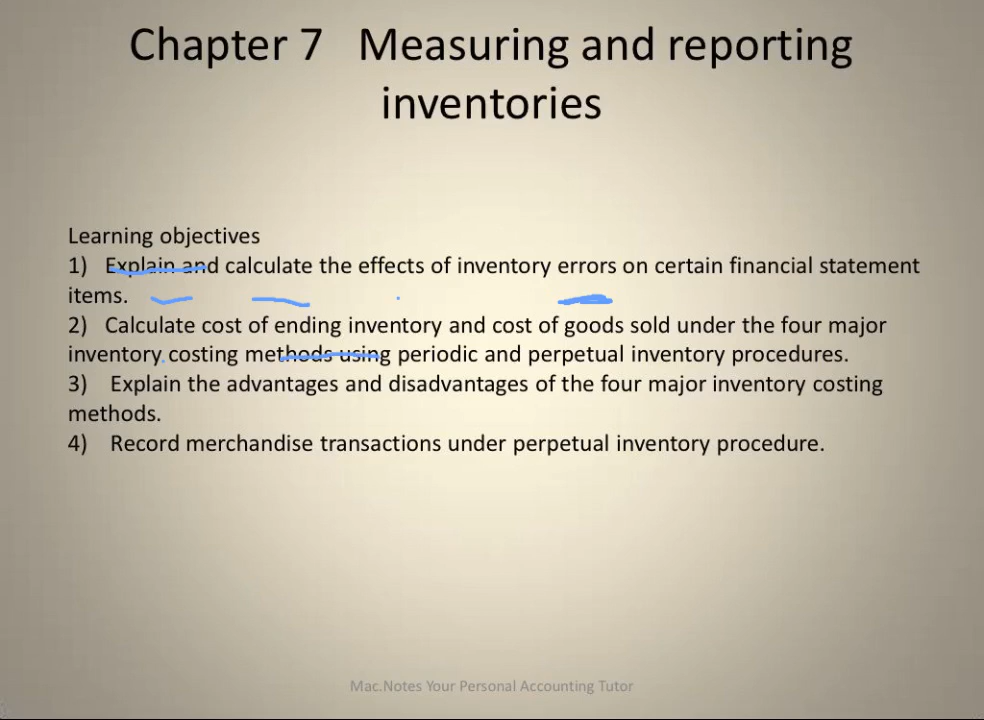 Chapter 7 Measuring and reporting
inventories
Learning objectives
1) Explain and calculate the effects of inventory errors on certain financial statement
items.
2) Calculate cost of ending inventory and cost of goods sold under the four major
inventory costing methods using periodic and perpetual inventory procedures.
3) Explain the advantages and disadvantages of the four major inventory costing
methods.
4) Record merchandise transactions under perpetual inventory procedure.
Mac.Notes Your Personal Accounting Tutor